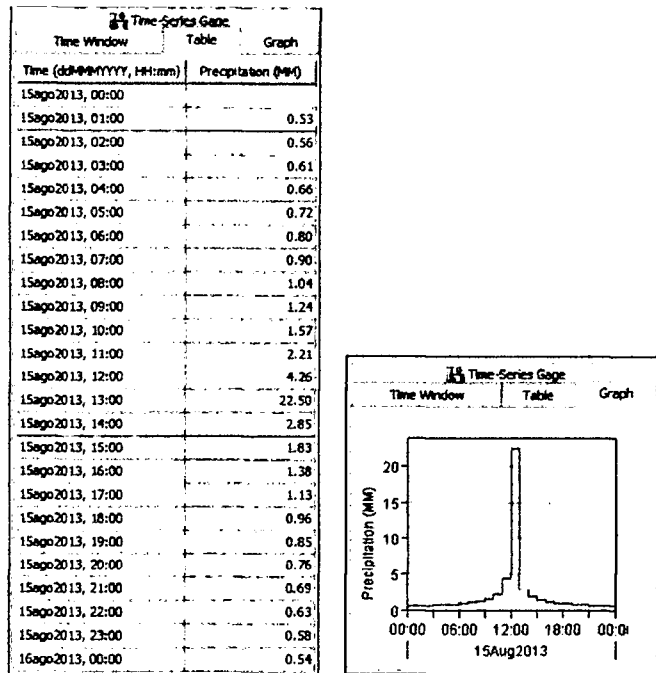 Time-Series Gage
Time Window Table Graph
Time (ddMMMYYYY, HH:mm) Precipitation (MM)
15ago2013, 00:00
15ago2013, 01:00 0.53
15ago2013, 02:00 0.56
15ago2013, 03:00 0.61
15ago2013, 04:00 0.66
15ago2013, 05:00 0.72
15ago2013, 06:00 0.80
15ago2013, 07:00 0.90
15ago2013, 08:00 1.04
15ago2013, 09:00 1.24
15ago2013, 10:00 1.57
15ago2013, 11:00 2.21
15ago2013, 12:00 4.26
15ago2013, 13:00 22.50
15ago2013, 14:00 2.85
15ago2013, 15:00 1.83
15ago2013, 16:00 1.38
15ago2013, 17:00 1.13
15ago2013, 18:00 0.96
15ago2013, 19:00 0.85
15ago2013, 20:00 0.76
15ago2013, 21:00 0.69
15ago2013, 22:00 0.63
15ago2013, 23:00 0.58
16ago2013, 00:00 0.54
Time-Series Gage
Time Window Table Graph
Precipitation (MM)
20
15
10
5
0
00:00 06:00 12:00 18:00
15Aug2013